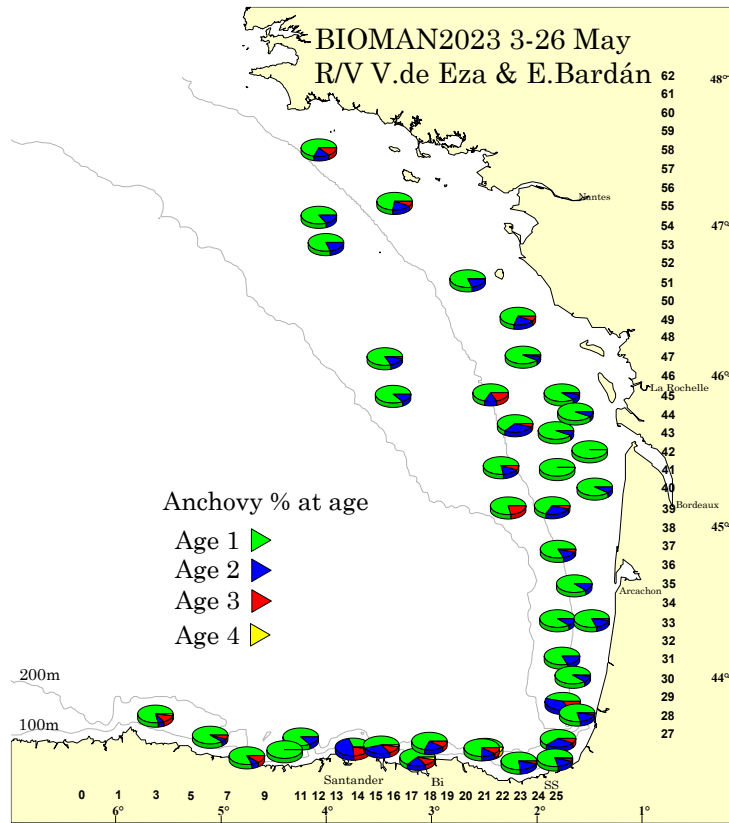 BIOMAN2023 3-26 May
R/V V.de Eza & E.Bardán
62
48°
61
60
59
58
57
Nantes
56
55
54
47°
53
52
51
50
49
48
47
46
46°
La Rochelle
45
44
43
42
41
40
Bordeaux
39
38
45°
37
36
Arcachon
35
34
33
32
31
30
44°
29
28
27
Anchovy % at age
Age 1
Age 2
Age 3
Age 4
200m
100m
Santander
Bi
SS
0 1 3 5 7 9 11 12 13 14 15 16 17 18 19 20 21 22 23 24 25
6° 5° 4° 3° 2° 1°